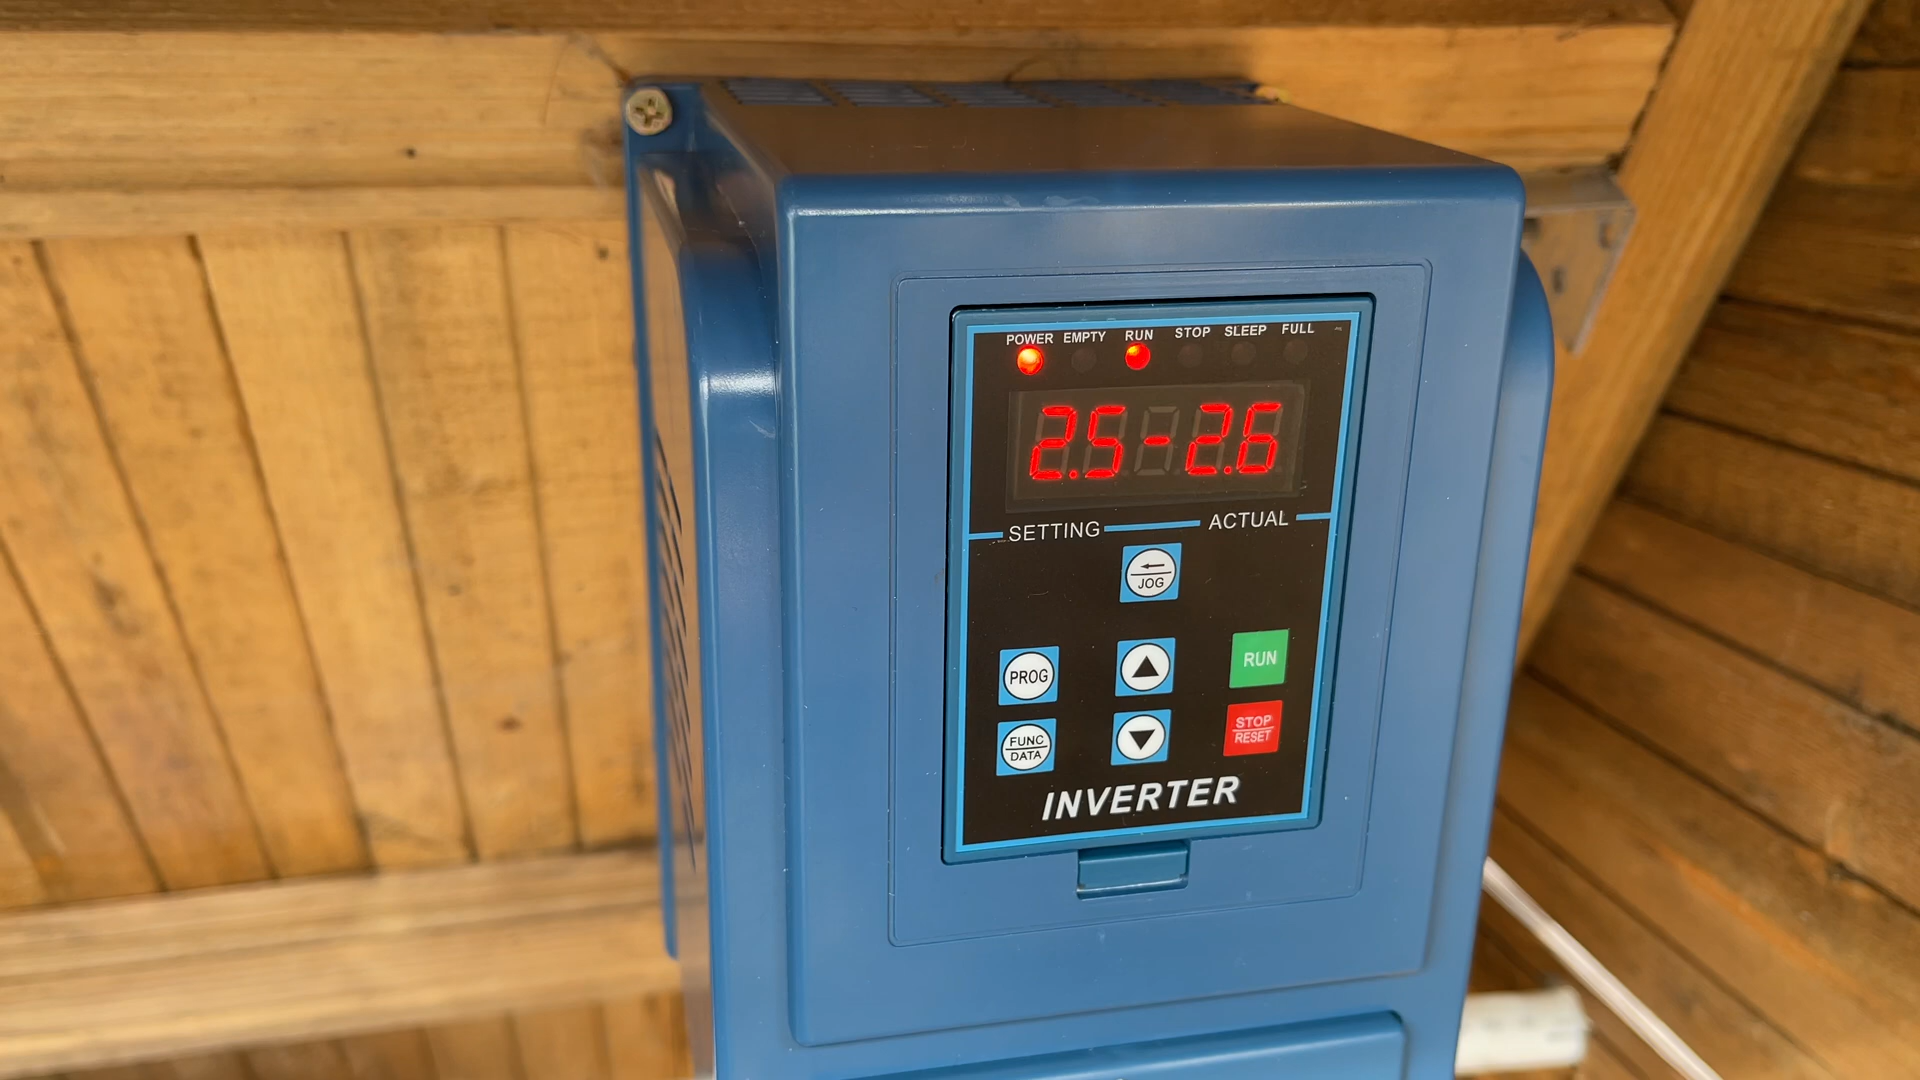 POWER EMPTY RUN STOP SLEEP FULL
2.5-2.6
SETTING ACTUAL
JOG
PROG
RUN
FUNC
DATA
STOP
RESET
INVERTER